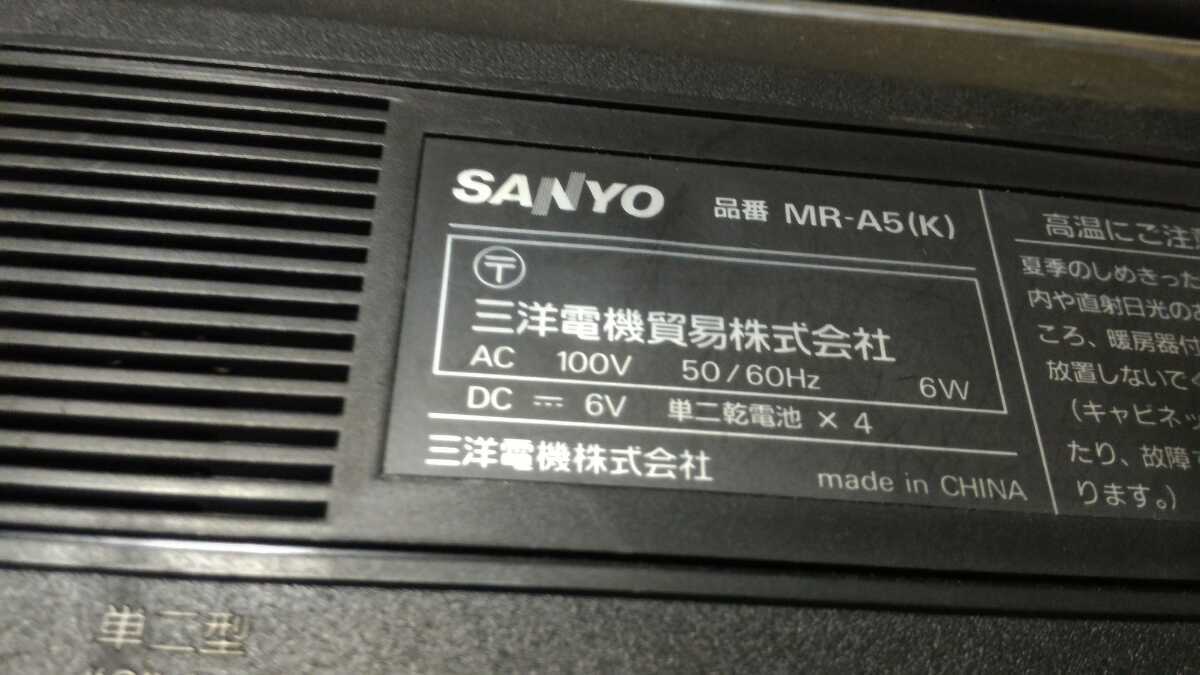 SANYO 品番 MR-A5(K)
〒
三洋電機貿易株式会社
AC 100V 50/60Hz 6W
DC ⎓ 6V 単二乾電池 × 4
三洋電機株式会社
made in CHINA
高温にご注意
夏季のしめきった
内や直射日光の
ころ、暖房器付
放置しないでく
(キャビネッ
たり、故障
ります。)
単二型